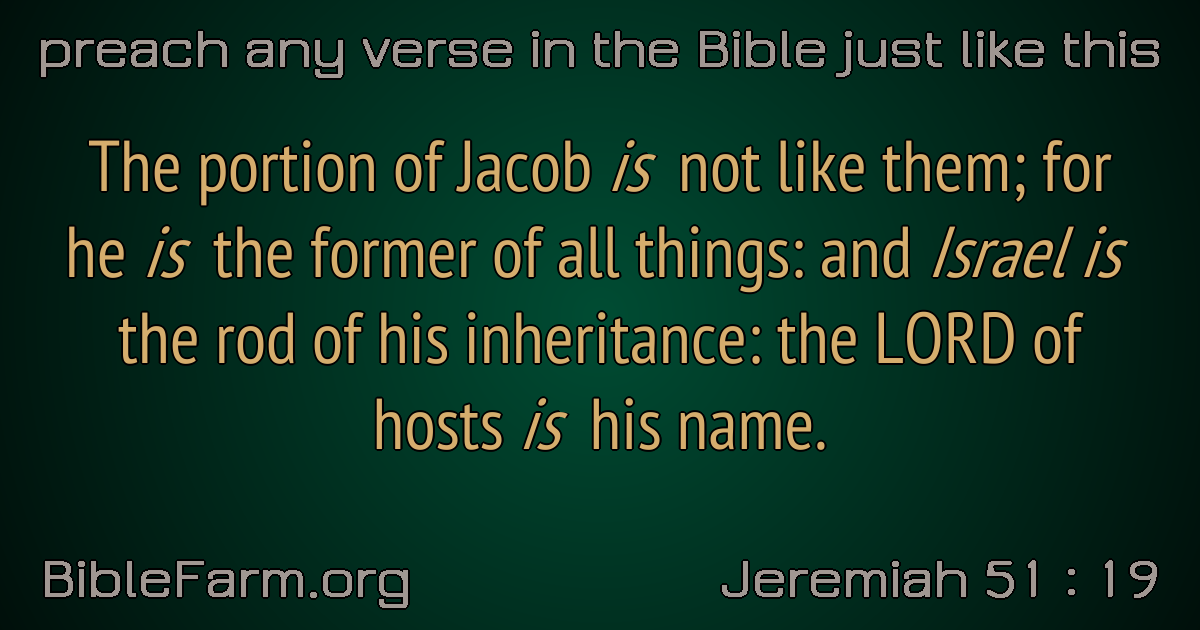 preach any verse in the Bible just like this
The portion of Jacob is not like them; for
he is the former of all things: and Israel is
the rod of his inheritance: the LORD of
hosts is his name.
BibleFarm.org
Jeremiah 51 : 19